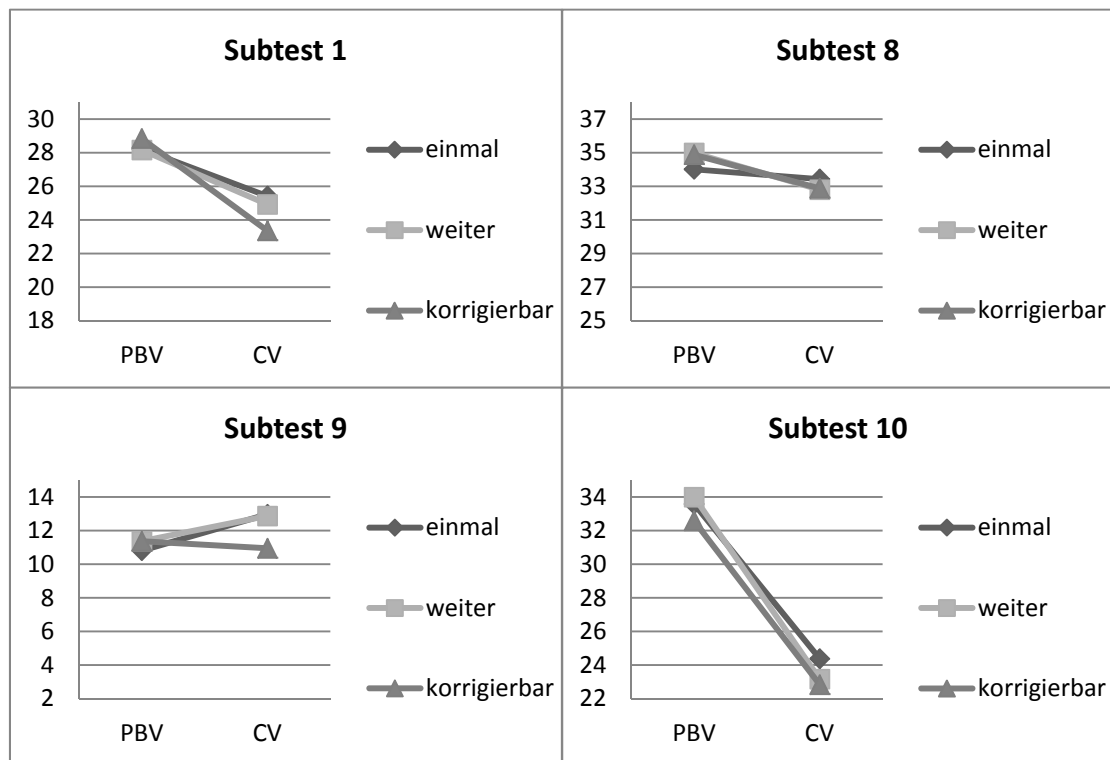 Subtest 1
30
28
26
24
22
20
18
PBV
CV
einmal
weiter
korrigierbar
Subtest 8
37
35
33
31
29
27
25
PBV
CV
einmal
weiter
korrigierbar
Subtest 9
14
12
10
8
6
4
2
PBV
CV
einmal
weiter
korrigierbar
Subtest 10
34
32
30
28
26
24
22
PBV
CV
einmal
weiter
korrigierbar